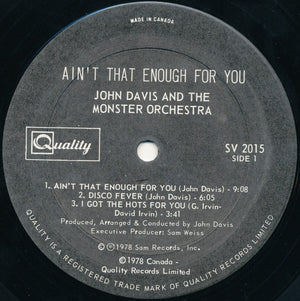 MADE IN CANADA
AIN'T THAT ENOUGH FOR YOU
JOHN DAVIS AND THE
MONSTER ORCHESTRA
Quality
SV 2015
SIDE 1
1. AIN'T THAT ENOUGH FOR YOU (John Davis) - 9:08
2. DISCO FEVER (John Davis) - 6:05
3. I GOT THE HOTS FOR YOU (G. Irvin-
David Irvin) - 3:41
Produced, Arranged & Conducted by John Davis
Executive Producer: Sam Weiss
©℗1978 Sam Records, Inc.
©1978 Canada -
Quality Records Limited
QUALITY IS A REGISTERED TRADE MARK OF QUALITY RECORDS LIMITED